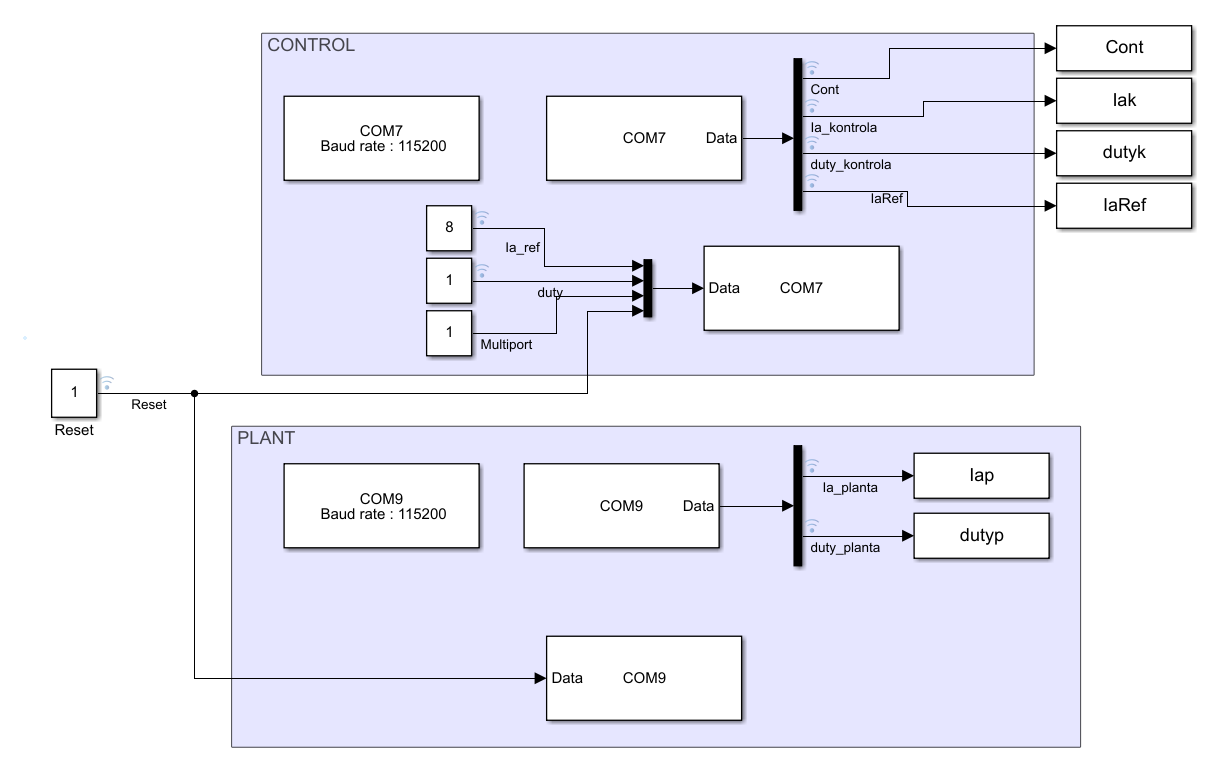 CONTROL
Cont
COM7
Baud rate : 115200
COM7
Data
Cont
Ia_kontrola
duty_kontrola
IaRef
Iak
dutyk
IaRef
8
Ia_ref
1
duty
1
Multiport
Data
COM7
1
Reset
Reset
PLANT
COM9
Baud rate : 115200
COM9
Data
Ia_planta
duty_planta
Iap
dutyp
Data
COM9